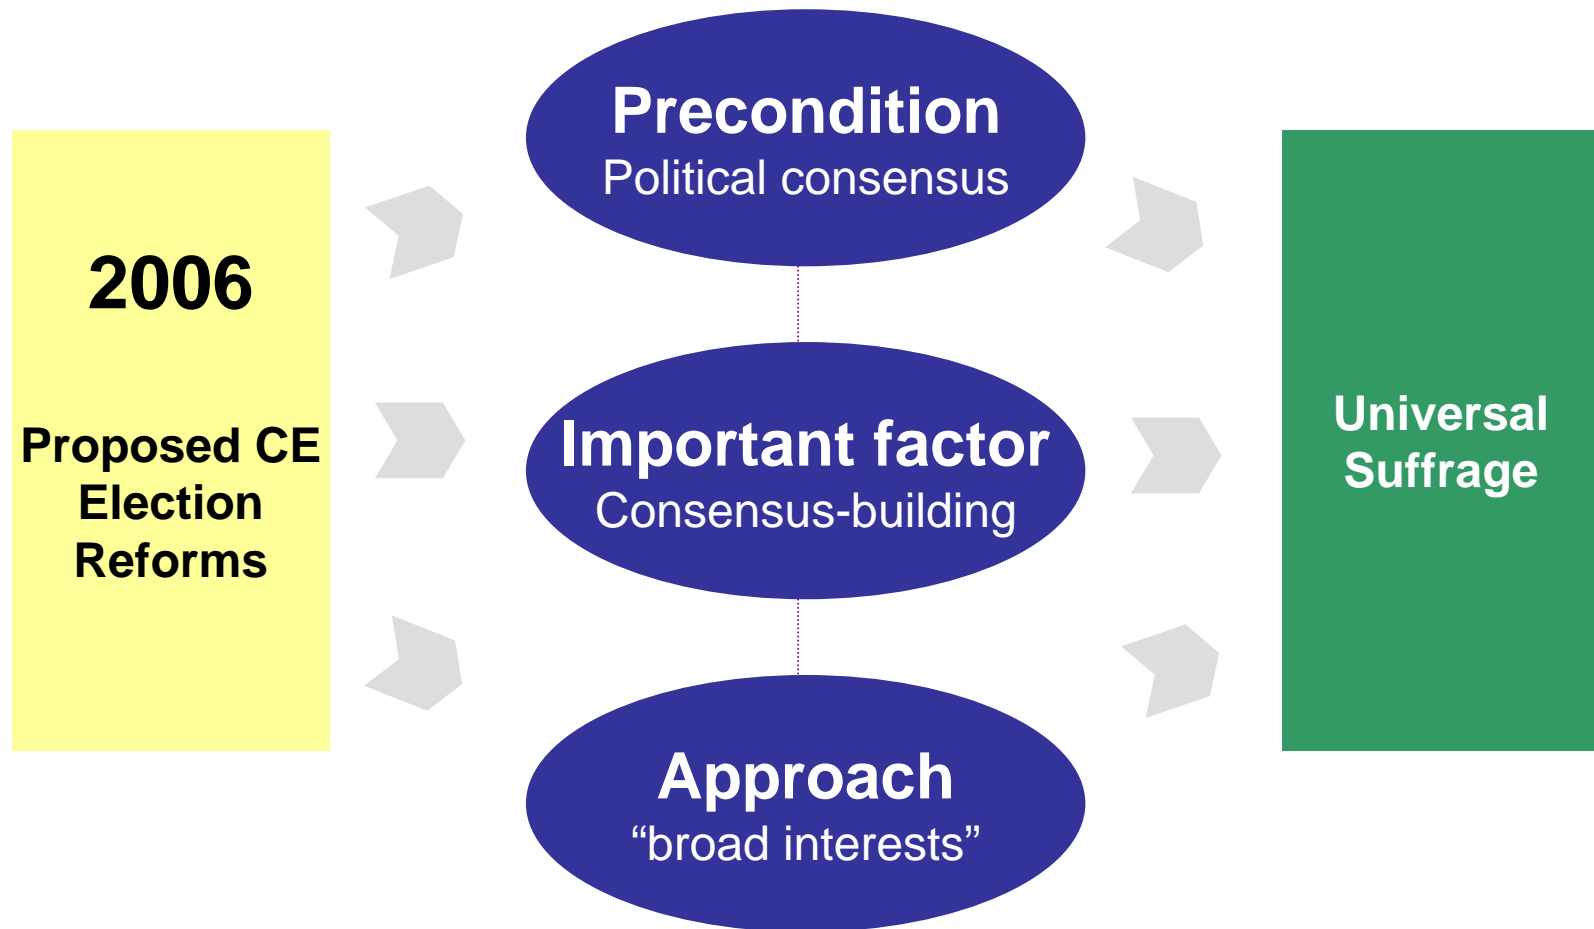 2006
Proposed CE
Election
Reforms
Precondition
Political consensus
Important factor
Consensus-building
Approach
“broad interests”
Universal
Suffrage